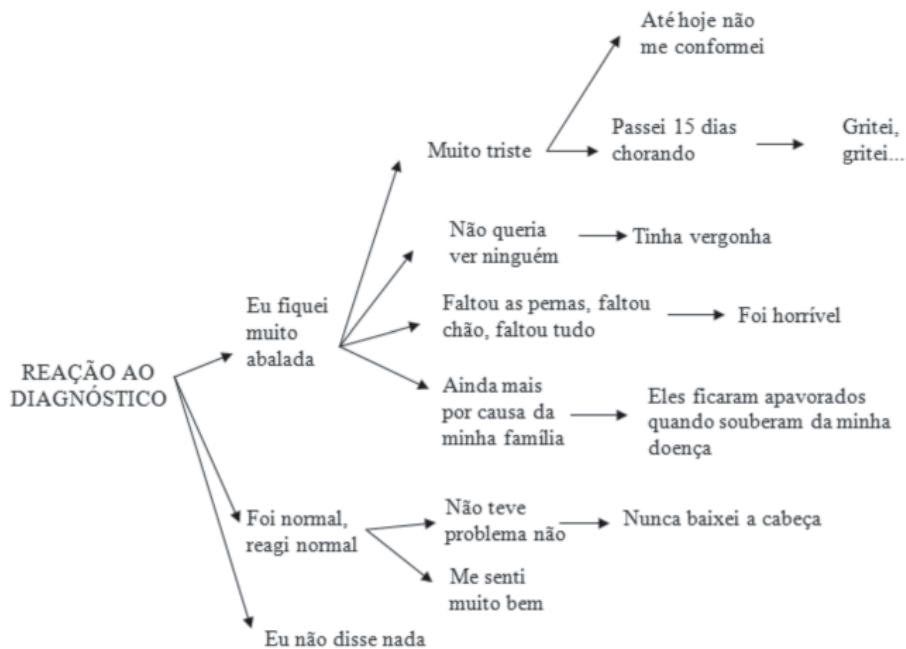 Até hoje não
me conformei
Muito triste
Passei 15 dias
chorando
Gritei,
gritei...
Não queria
ver ninguém
Tinha vergonha
Eu fiquei
muito
abalada
Faltou as pernas, faltou
chão, faltou tudo
Foi horrível
REAÇÃO AO
DIAGNÓSTICO
Ainda mais
por causa da
minha família
Eles ficaram apavorados
quando souberam da minha
doença
Foi normal,
reagi normal
Não teve
problema não
Nunca baixei a cabeça
Me senti
muito bem
Eu não disse nada